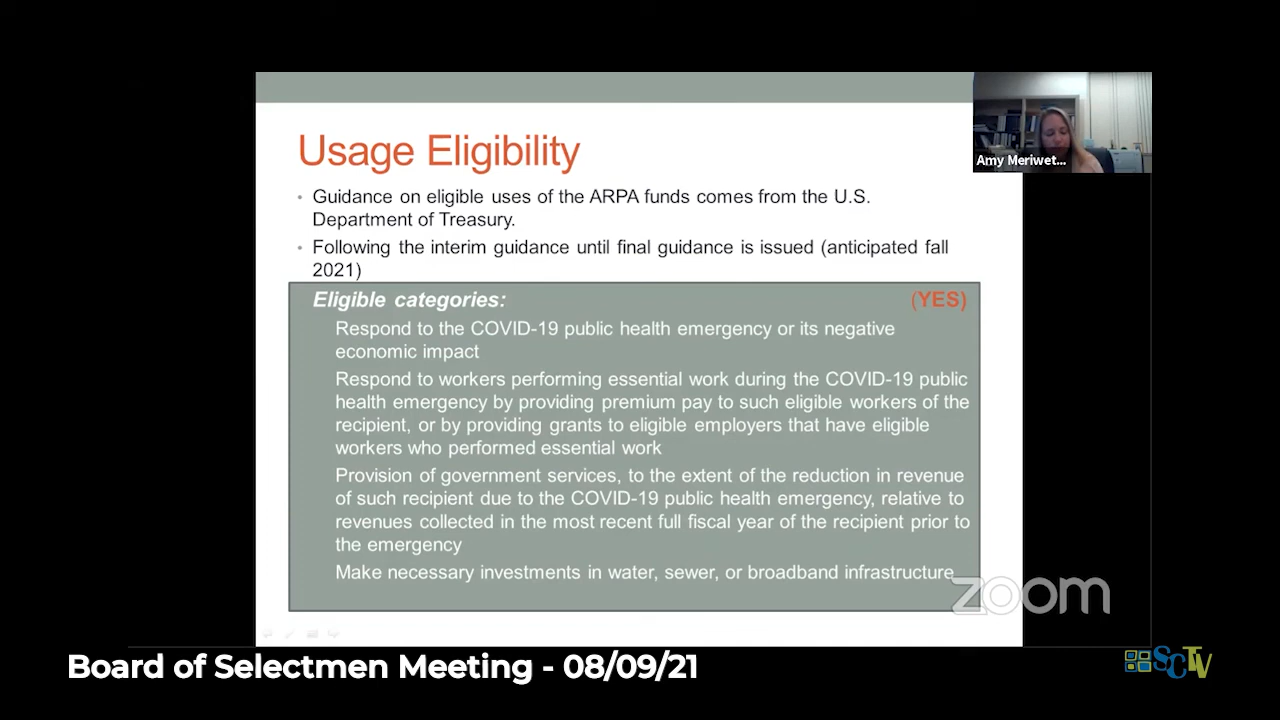 Usage Eligibility
• Guidance on eligible uses of the ARPA funds comes from the U.S.
Department of Treasury.
• Following the interim guidance until final guidance is issued (anticipated fall
2021)
Eligible categories: (YES)
Respond to the COVID-19 public health emergency or its negative
economic impact
Respond to workers performing essential work during the COVID-19 public
health emergency by providing premium pay to such eligible workers of the
recipient, or by providing grants to eligible employers that have eligible
workers who performed essential work
Provision of government services, to the extent of the reduction in revenue
of such recipient due to the COVID-19 public health emergency, relative to
revenues collected in the most recent full fiscal year of the recipient prior to
the emergency
Make necessary investments in water, sewer, or broadband infrastructure
Amy Meriwet...
zoom
Board of Selectmen Meeting - 08/09/21
SCTV